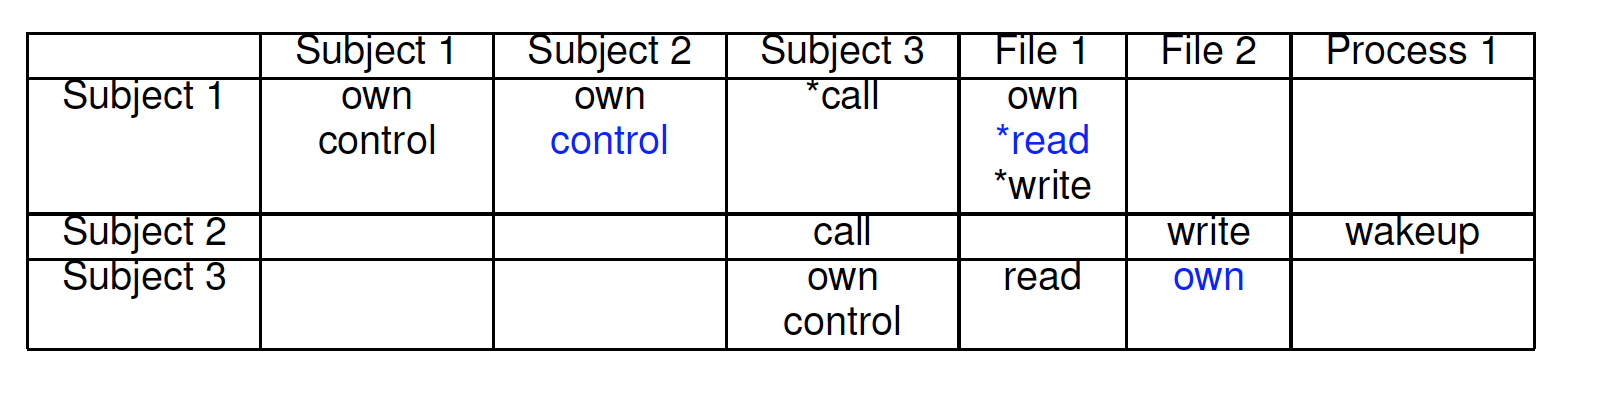 Subject 1 Subject 2 Subject 3 File 1 File 2 Process 1
Subject 1 own own *call own
control control *read
*write
Subject 2 call write wakeup
Subject 3 own read own
control